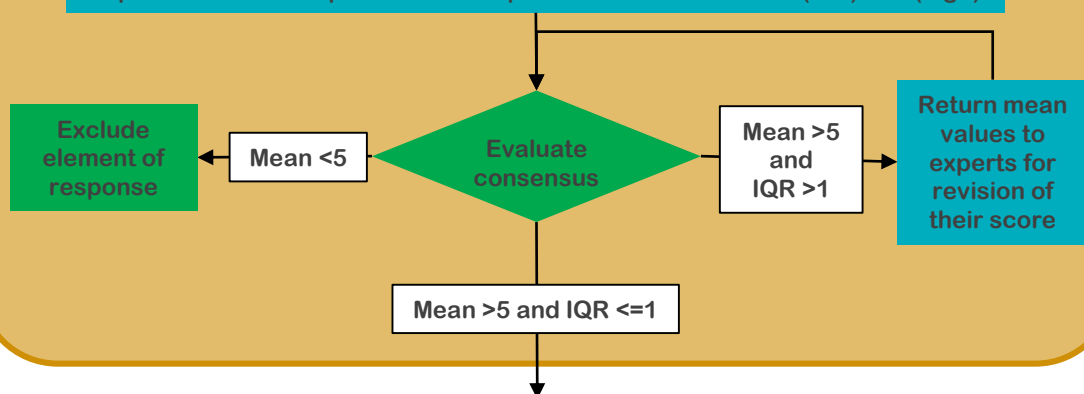 Exclude
element of
response
Mean <5
Evaluate
consensus
Mean >5
and
IQR >1
Return mean
values to
experts for
revision of
their score
Mean >5 and IQR <=1